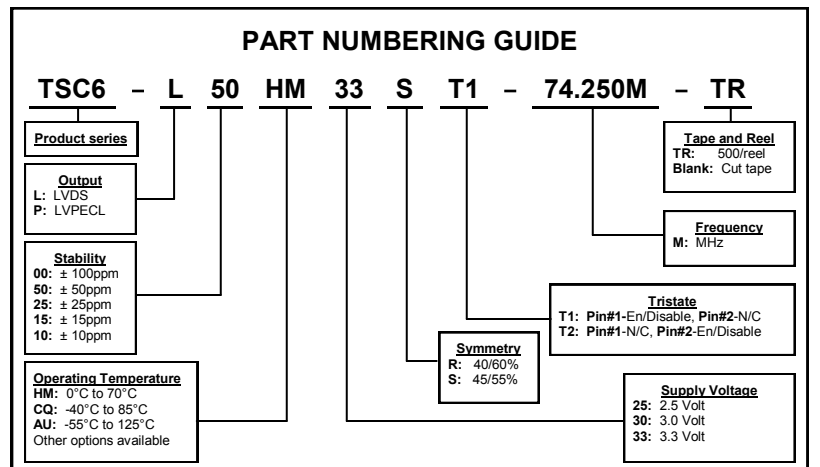 PART NUMBERING GUIDE
TSC6 – L 50 HM 33 S T1 – 74.250M – TR
Product series
Output
L: LVDS
P: LVPECL
Stability
00: ± 100ppm
50: ± 50ppm
25: ± 25ppm
15: ± 15ppm
10: ± 10ppm
Operating Temperature
HM: 0°C to 70°C
CQ: -40°C to 85°C
AU: -55°C to 125°C
Other options available
Symmetry
R: 40/60%
S: 45/55%
Tape and Reel
TR: 500/reel
Blank: Cut tape
Frequency
M: MHz
Tristate
T1: Pin#1-En/Disable, Pin#2-N/C
T2: Pin#1-N/C, Pin#2-En/Disable
Supply Voltage
25: 2.5 Volt
30: 3.0 Volt
33: 3.3 Volt